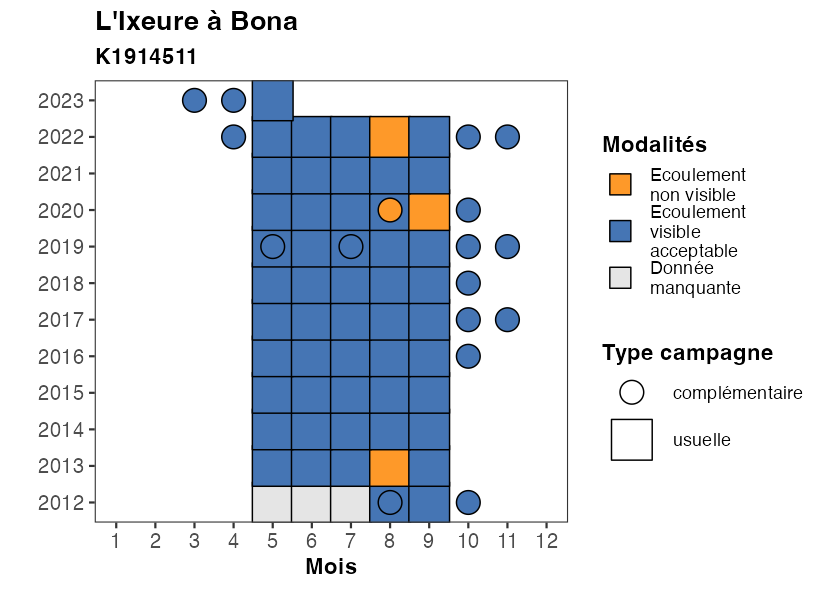 L'Ixeure à Bona
K1914511
2023
2022
2021
2020
2019
2018
2017
2016
2015
2014
2013
2012
1 2 3 4 5 6 7 8 9 10 11 12
Mois
Modalités
Ecoulement
non visible
Ecoulement
visible
acceptable
Donnée
manquante
Type campagne
complémentaire
usuelle